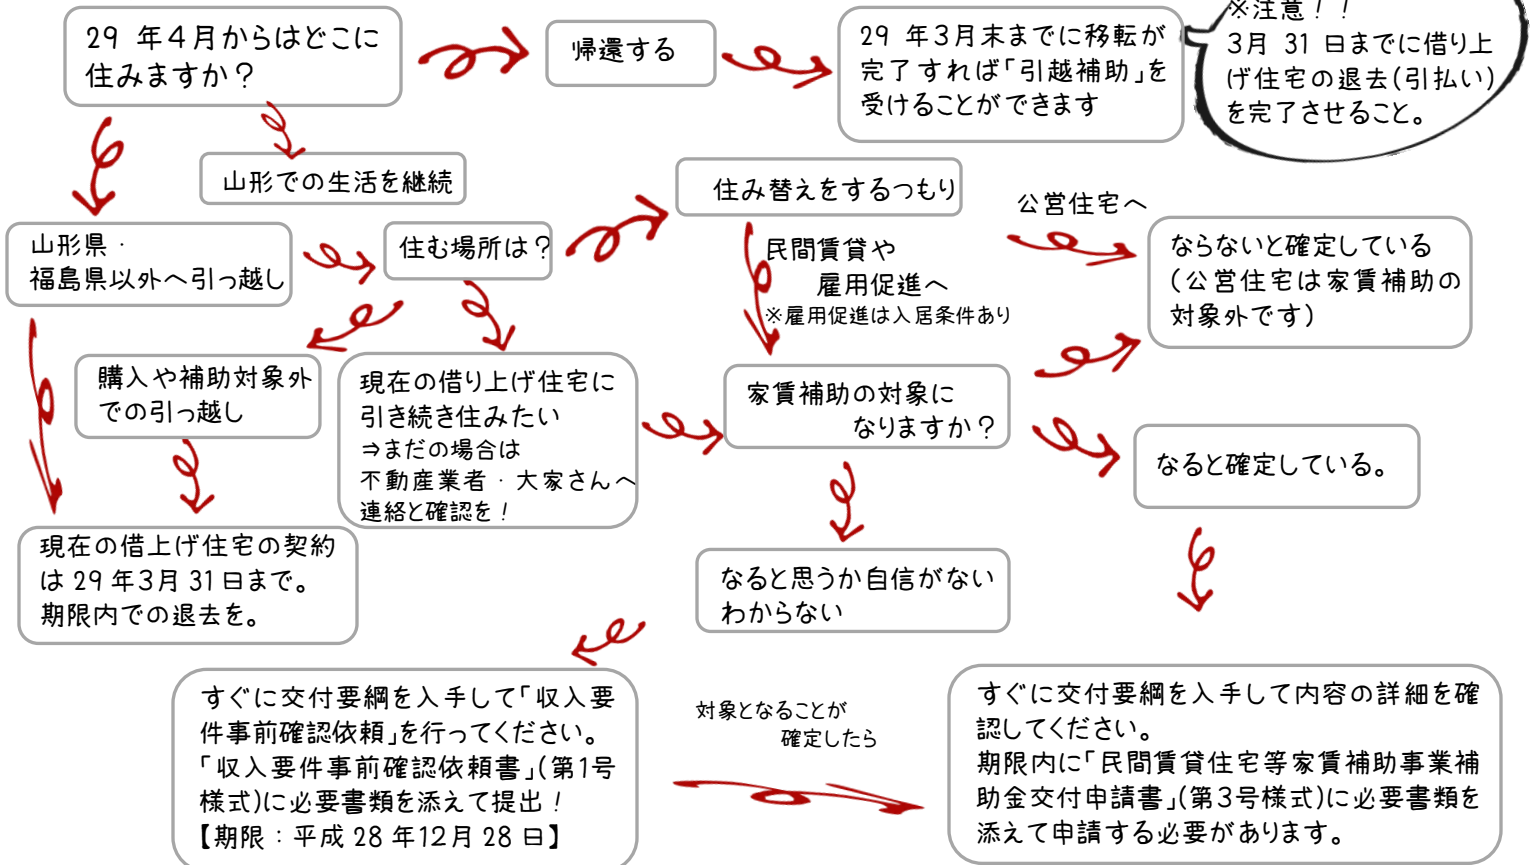 29 年4月からはどこに
住みますか？
帰還する
29 年3月末までに移転が
完了すれば「引越補助」を
受けることができます
※注意！！
3月 31 日までに借り上
げ住宅の退去(引払い)
を完了させること。
山形での生活を継続
山形県・
福島県以外へ引っ越し
住む場所は？
住み替えをするつもり
公営住宅へ
民間賃貸や
雇用促進へ
※雇用促進は入居条件あり
ならないと確定している
(公営住宅は家賃補助の
対象外です)
購入や補助対象外
での引っ越し
現在の借り上げ住宅に
引き続き住みたい
⇒まだの場合は
不動産業者・大家さんへ
連絡と確認を！
家賃補助の対象に
なりますか？
なると確定している。
現在の借上げ住宅の契約
は 29 年3月 31 日まで。
期限内での退去を。
なると思うか自信がない
わからない
すぐに交付要綱を入手して「収入要
件事前確認依頼」を行ってください。
「収入要件事前確認依頼書」(第1号
様式)に必要書類を添えて提出！
【期限：平成 28 年12月 28 日】
対象となることが
確定したら
すぐに交付要綱を入手して内容の詳細を確
認してください。
期限内に「民間賃貸住宅等家賃補助事業補
助金交付申請書」(第3号様式)に必要書類を
添えて申請する必要があります。